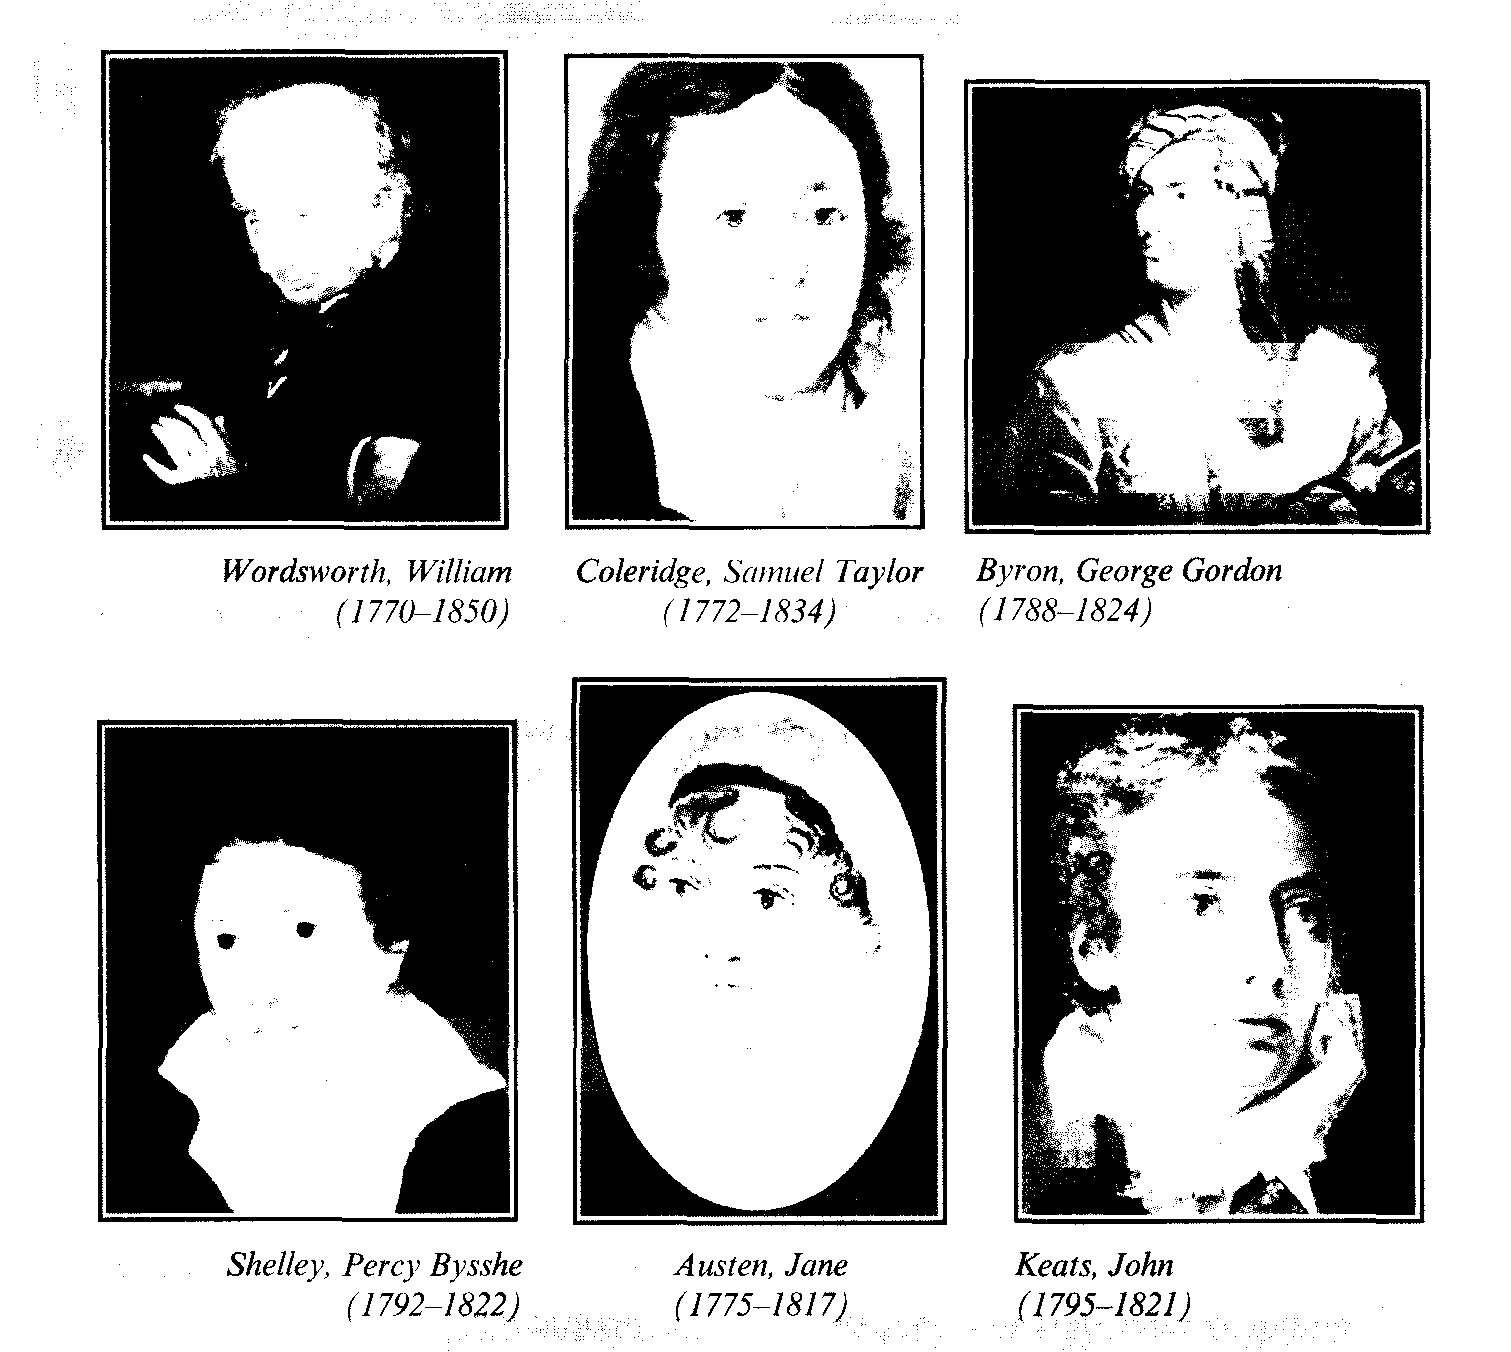 Wordsworth, William
(1770–1850)
Coleridge, Samuel Taylor
(1772–1834)
Byron, George Gordon
(1788–1824)
Shelley, Percy Bysshe
(1792–1822)
Austen, Jane
(1775–1817)
Keats, John
(1795–1821)